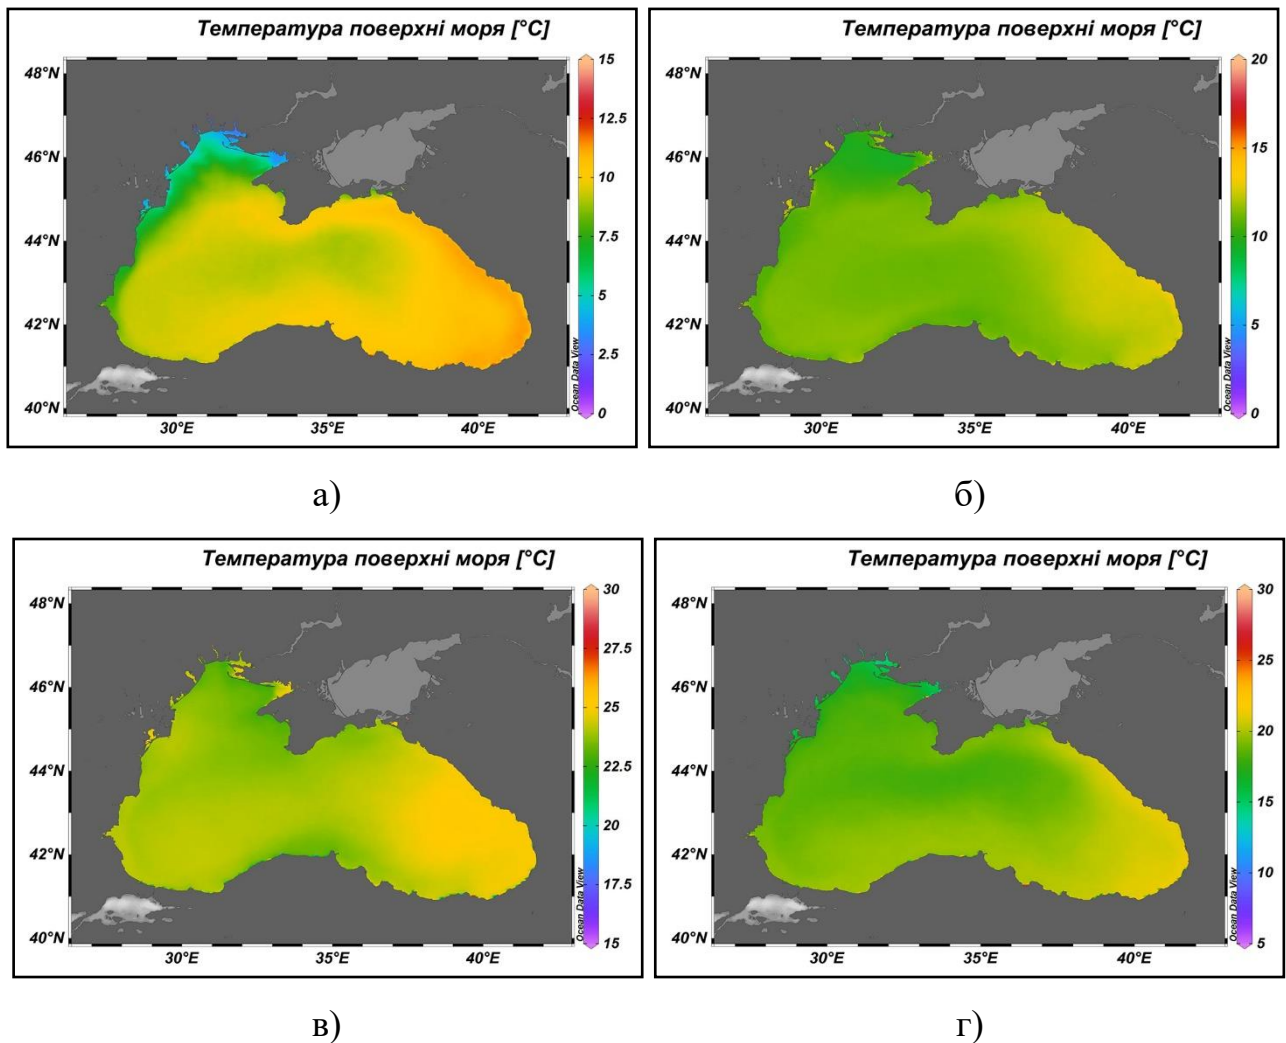 Температура поверхні моря [°C]
48°N
46°N
44°N
42°N
40°N
30°E
35°E
40°E
15
12.5
10
7.5
5
2.5
0
Ocean Data View
а)
Температура поверхні моря [°C]
48°N
46°N
44°N
42°N
40°N
30°E
35°E
40°E
20
15
10
5
0
Ocean Data View
б)
Температура поверхні моря [°C]
48°N
46°N
44°N
42°N
40°N
30°E
35°E
40°E
30
27.5
25
22.5
20
17.5
15
Ocean Data View
в)
Температура поверхні моря [°C]
48°N
46°N
44°N
42°N
40°N
30°E
35°E
40°E
30
25
20
15
10
5
Ocean Data View
г)